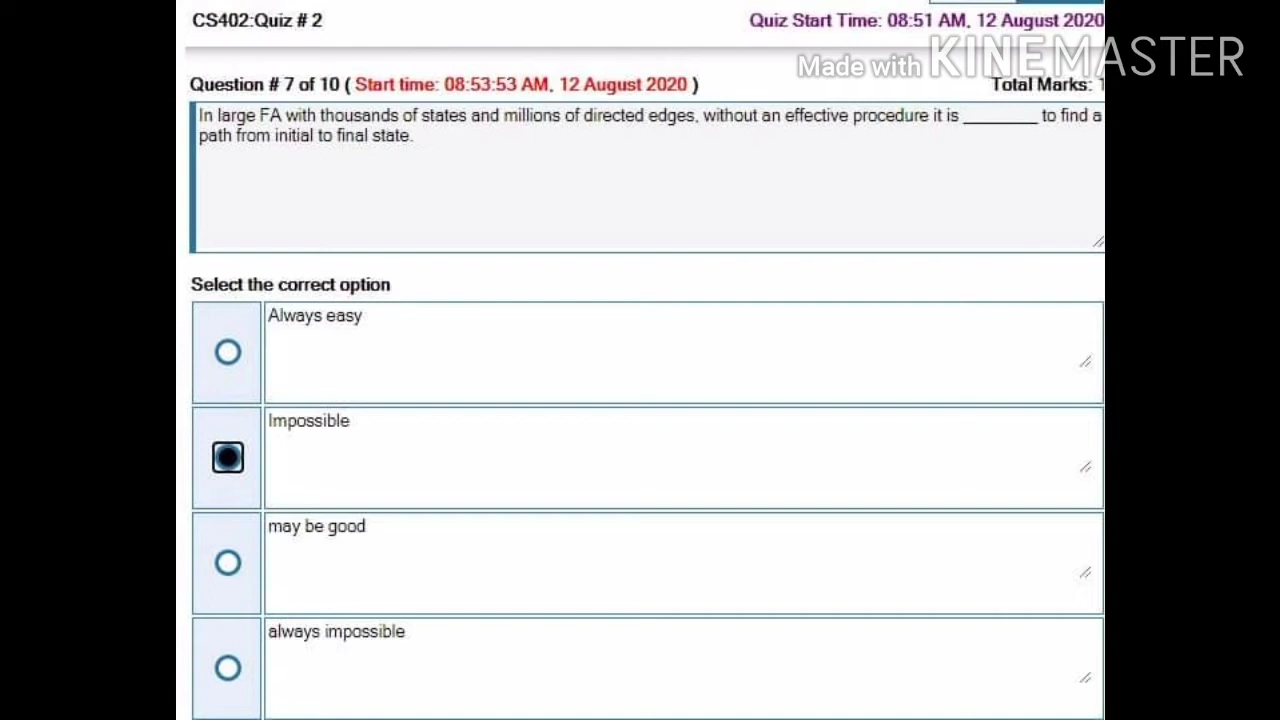 CS402:Quiz # 2
Quiz Start Time: 08:51 AM, 12 August 2020
Made with KINEMASTER
Question # 7 of 10 ( Start time: 08:53:53 AM, 12 August 2020 )
Total Marks: 1
In large FA with thousands of states and millions of directed edges, without an effective procedure it is ________ to find a
path from initial to final state.
Select the correct option
Always easy
Impossible
may be good
always impossible